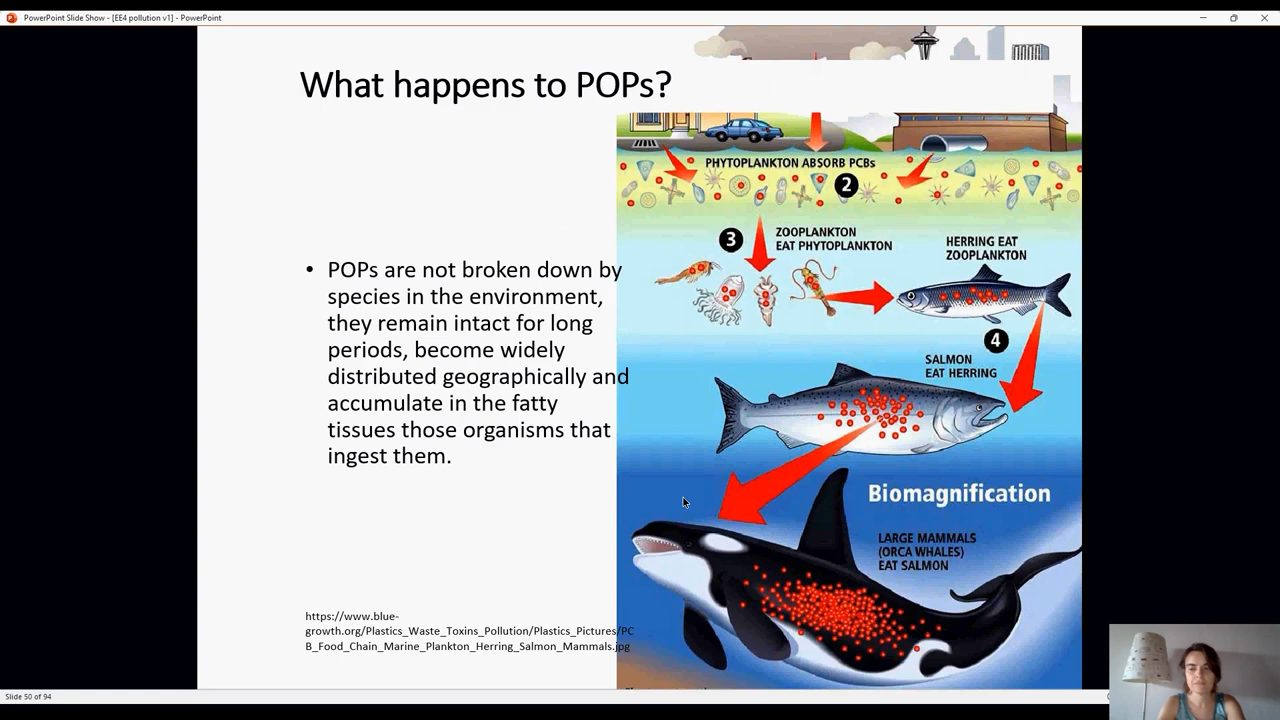 PowerPoint Slide Show - [EE4 pollution v1] - PowerPoint
What happens to POPs?
• POPs are not broken down by
species in the environment,
they remain intact for long
periods, become widely
distributed geographically and
accumulate in the fatty
tissues those organisms that
ingest them.
https://www.blue-
growth.org/Plastics_Waste_Toxins_Pollution/Plastics_Pictures/PC
B_Food_Chain_Marine_Plankton_Herring_Salmon_Mammals.jpg
PHYTOPLANKTON ABSORB PCBs
2
3
ZOOPLANKTON
EAT PHYTOPLANKTON
HERRING EAT
ZOOPLANKTON
4
SALMON
EAT HERRING
Biomagnification
LARGE MAMMALS
(ORCA WHALES)
EAT SALMON
Slide 50 of 94